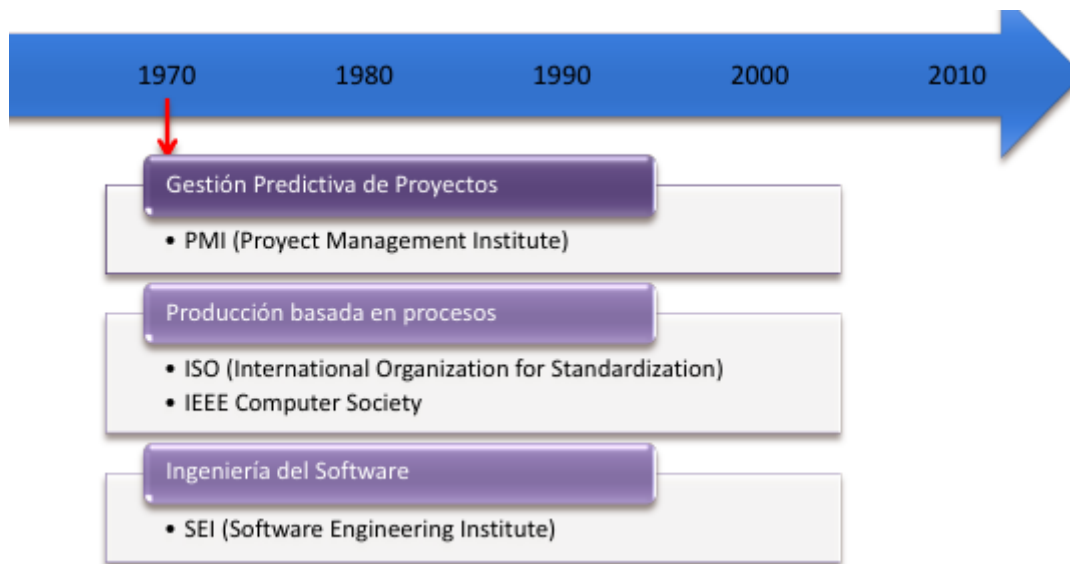 1970 1980 1990 2000 2010
Gestión Predictiva de Proyectos
• PMI (Proyect Management Institute)
Producción basada en procesos
• ISO (International Organization for Standardization)
• IEEE Computer Society
Ingeniería del Software
• SEI (Software Engineering Institute)